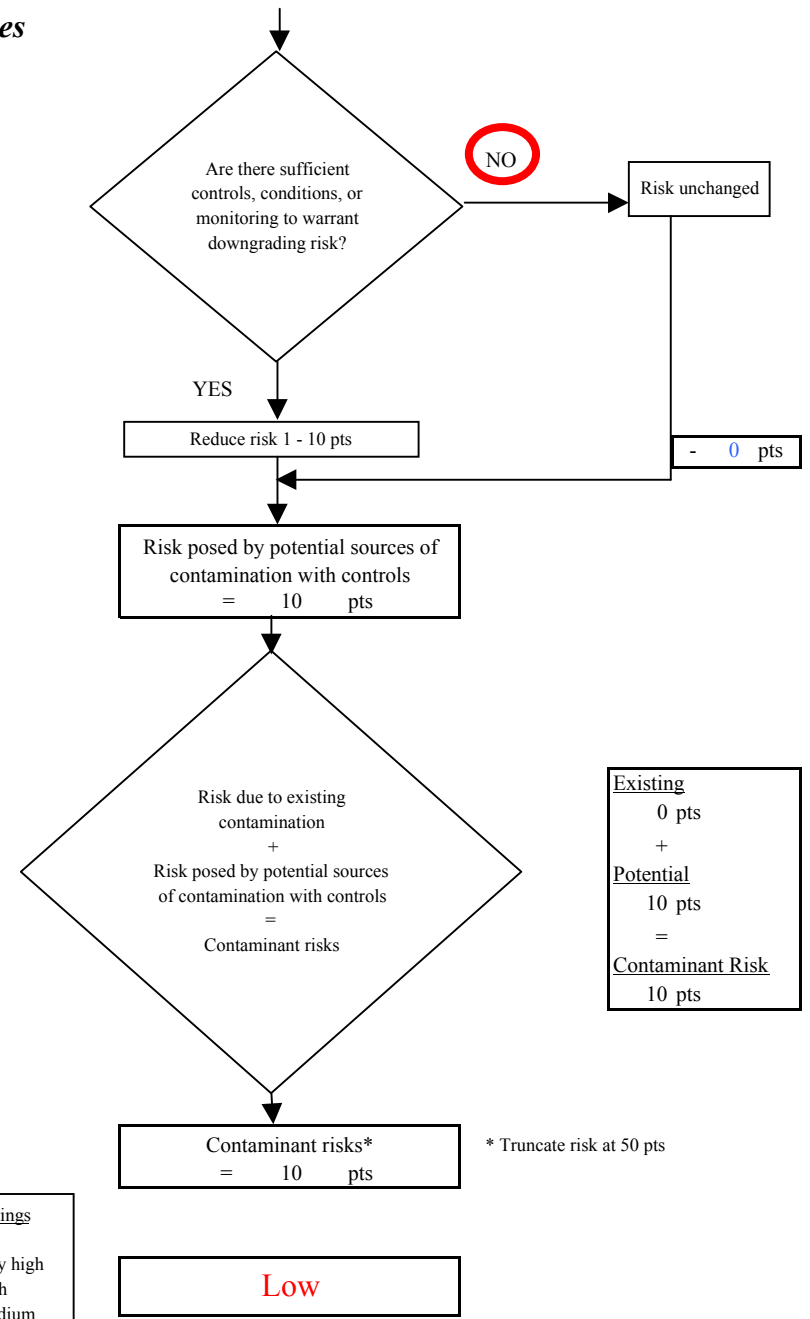 es
Are there sufficient
controls, conditions, or
monitoring to warrant
downgrading risk?
NO
Risk unchanged
YES
Reduce risk 1 - 10 pts
- 0 pts
Risk posed by potential sources of
contamination with controls
= 10 pts
Risk due to existing
contamination
+
Risk posed by potential sources
of contamination with controls
=
Contaminant risks
Existing
0 pts
+
Potential
10 pts
=
Contaminant Risk
10 pts
Contaminant risks*
= 10 pts
* Truncate risk at 50 pts
ings
y high
h
dium
Low